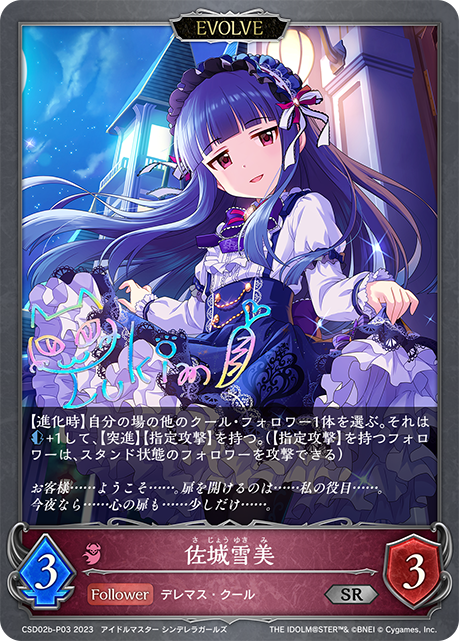 EVOLVE
Yukimi
【進化時】自分の場の他のクール・フォロワー1体を選ぶ。それは
+1して、【突進】【指定攻撃】を持つ。(【指定攻撃】を持つフォロ
ワーは、スタンド状態のフォロワーを攻撃できる)
お客様……ようこそ……。扉を開けるのは……私の役目……。
今夜なら……心の扉も……少しだけ……。
さじょうゆきみ
佐城雪美
3
3
Follower
デレマス・クール
SR
CSD02b-P03 2023 アイドルマスター シンデレラガールズ
THE IDOLM@STER™& ©BNEI © Cygames, Inc.